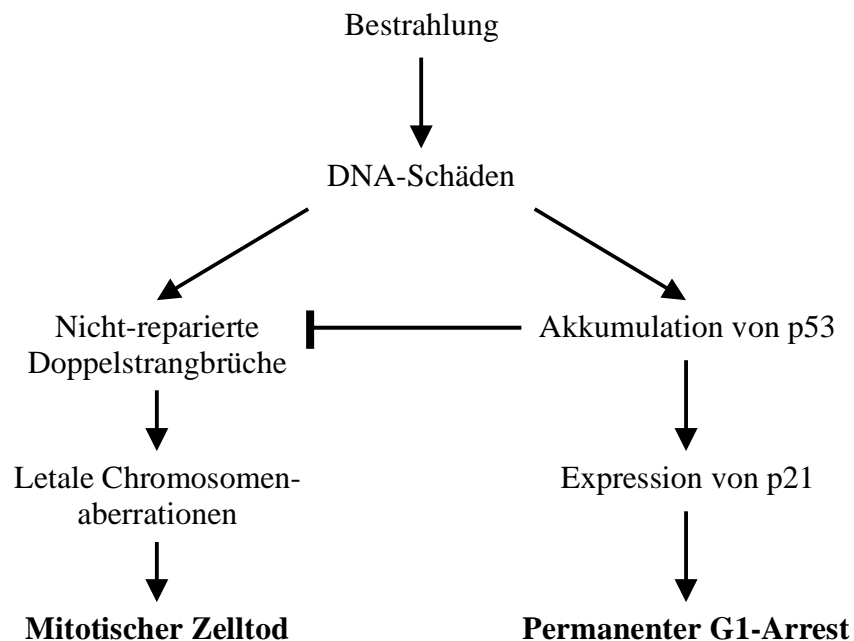 Bestrahlung
DNA-Schäden
Nicht-reparierte
Doppelstrangbrüche
Akkumulation von p53
Letale Chromosomen-
aberrationen
Expression von p21
Mitotischer Zelltod
Permanenter G1-Arrest